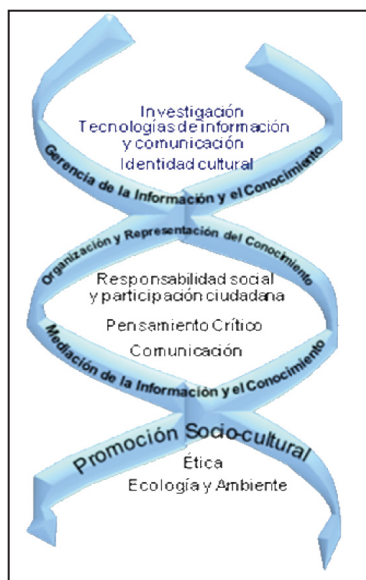 Investigación
Tecnologías de información
y comunicación
Identidad cultural
Gerencia de la Información y el Conocimiento
Organización y Representación del Conocimiento
Responsabilidad social
y participación ciudadana
Pensamiento Crítico
Comunicación
Mediación de la Información y el Conocimiento
Promoción Socio-cultural
Ética
Ecología y Ambiente